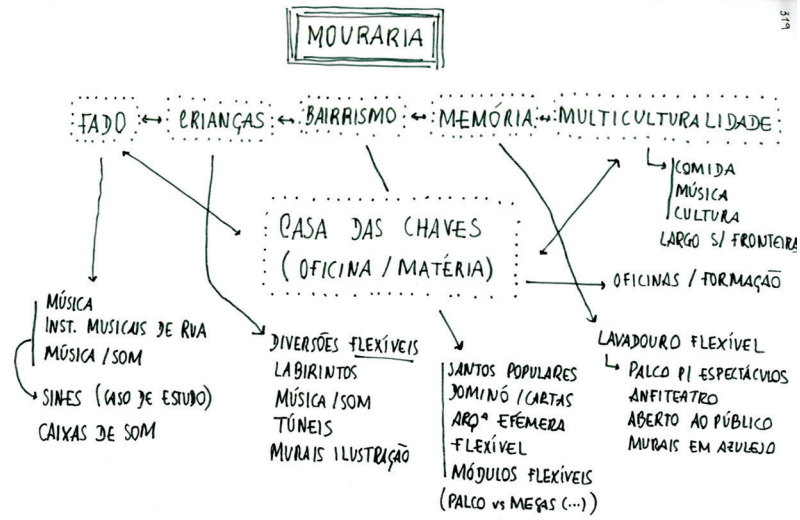 319
MOURARIA
FADO ↔ CRIANÇAS ↔ BAIRRISMO ↔ MEMÓRIA ↔ MULTICULTURALIDADE
COMIDA
MÚSICA
CULTURA
LARGO S/ FRONTEIRA
CASA DAS CHAVES
(OFICINA / MATÉRIA)
OFICINAS / FORMAÇÃO
MÚSICA
INST. MUSICAIS DE RUA
MÚSICA / SOM
SINES (CASO DE ESTUDO)
CAIXAS DE SOM
DIVERSÕES FLEXÍVEIS
LABIRINTOS
MÚSICA / SOM
TÚNEIS
MURAIS ILUSTRAÇÃO
SANTOS POPULARES
DOMINÓ / CARTAS
ARQª EFÉMERA
FLEXÍVEL
MÓDULOS FLEXÍVEIS
(PALCO vs MESAS (...))
LAVADOURO FLEXÍVEL
PALCO P/ ESPECTÁCULOS
ANFITEATRO
ABERTO AO PÚBLICO
MURAIS EM AZULEJO